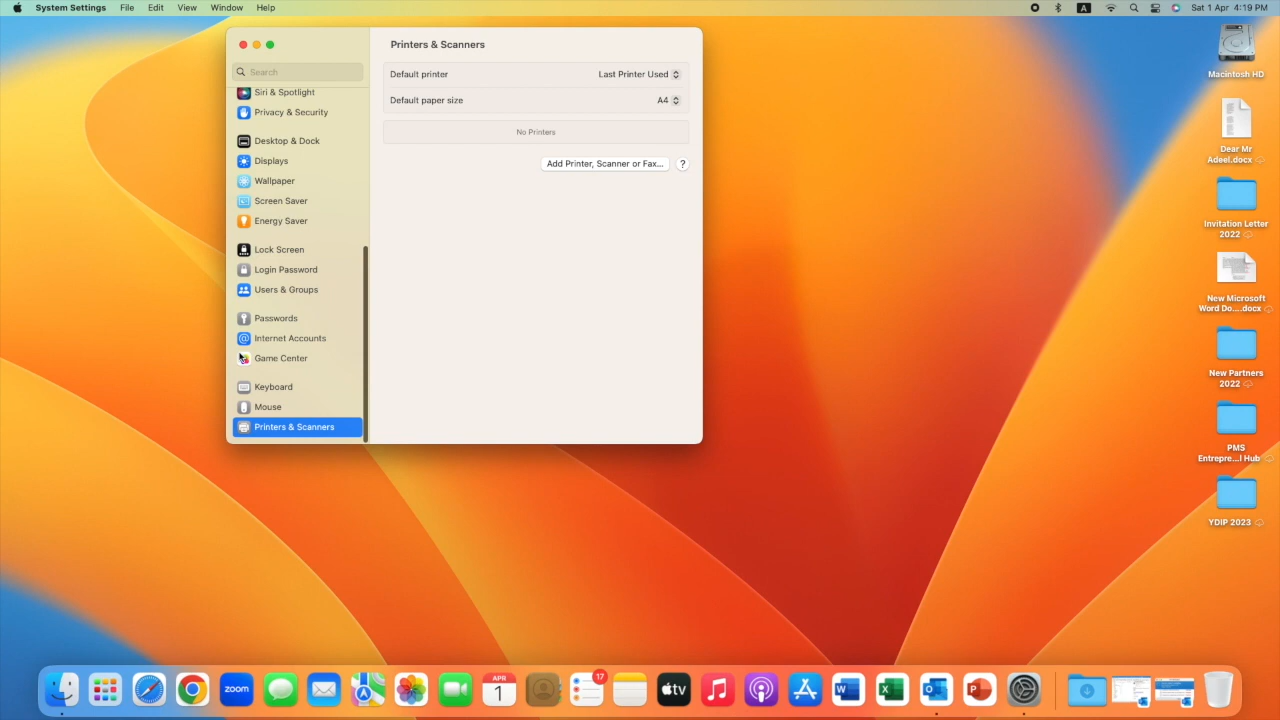 System Settings File Edit View Window Help
A Sat 1 Apr 4:19 PM
Printers & Scanners
Search
Siri & Spotlight
Privacy & Security
Desktop & Dock
Displays
Wallpaper
Screen Saver
Energy Saver
Lock Screen
Login Password
Users & Groups
Passwords
Internet Accounts
Game Center
Keyboard
Mouse
Printers & Scanners
Default printer Last Printer Used
Default paper size A4
No Printers
Add Printer, Scanner or Fax... ?
Macintosh HD
Dear Mr
Adeel.docx
Invitation Letter
2022
New Microsoft
Word Do....docx
New Partners
2022
PMS
Entrepre...l Hub
YDIP 2023
zoom
APR
1
17
tv
W
X
O
P